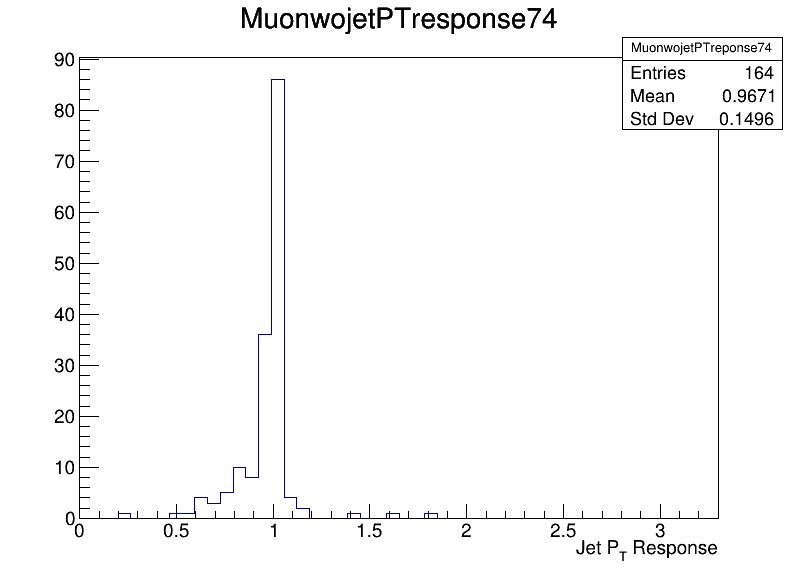 MuonwojetPTresponse74
MuonwojetPTreponse74
Entries 164
Mean 0.9671
Std Dev 0.1496
90
80
70
60
50
40
30
20
10
0
0 0.5 1 1.5 2 2.5 3
Jet PT Response